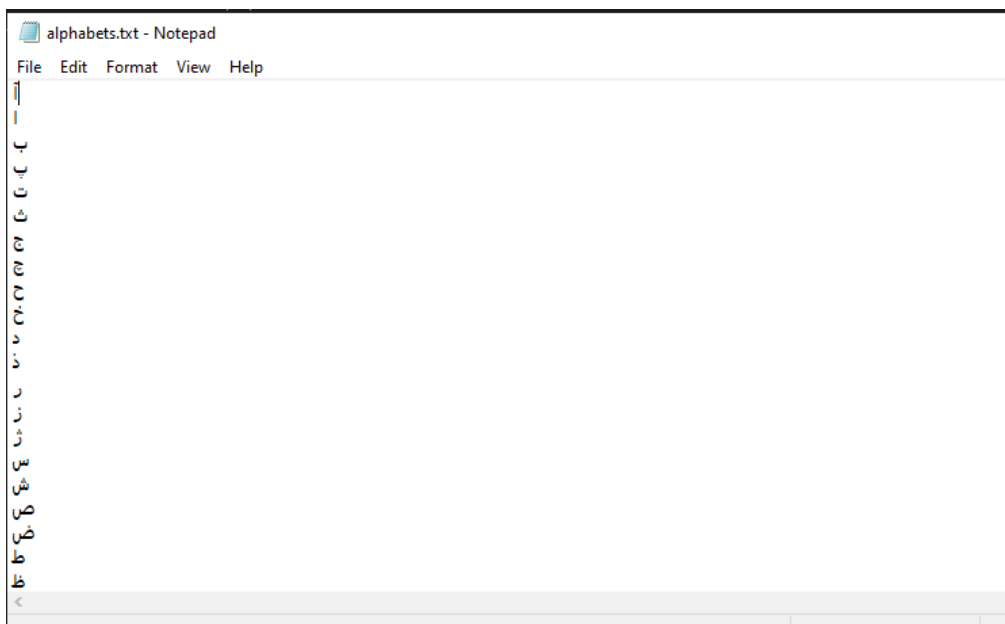 alphabets.txt - Notepad
File Edit Format View Help
آ
ا
ب
پ
ت
ث
ج
چ
ح
خ
د
ذ
ر
ز
ژ
س
ش
ص
ض
ط
ظ